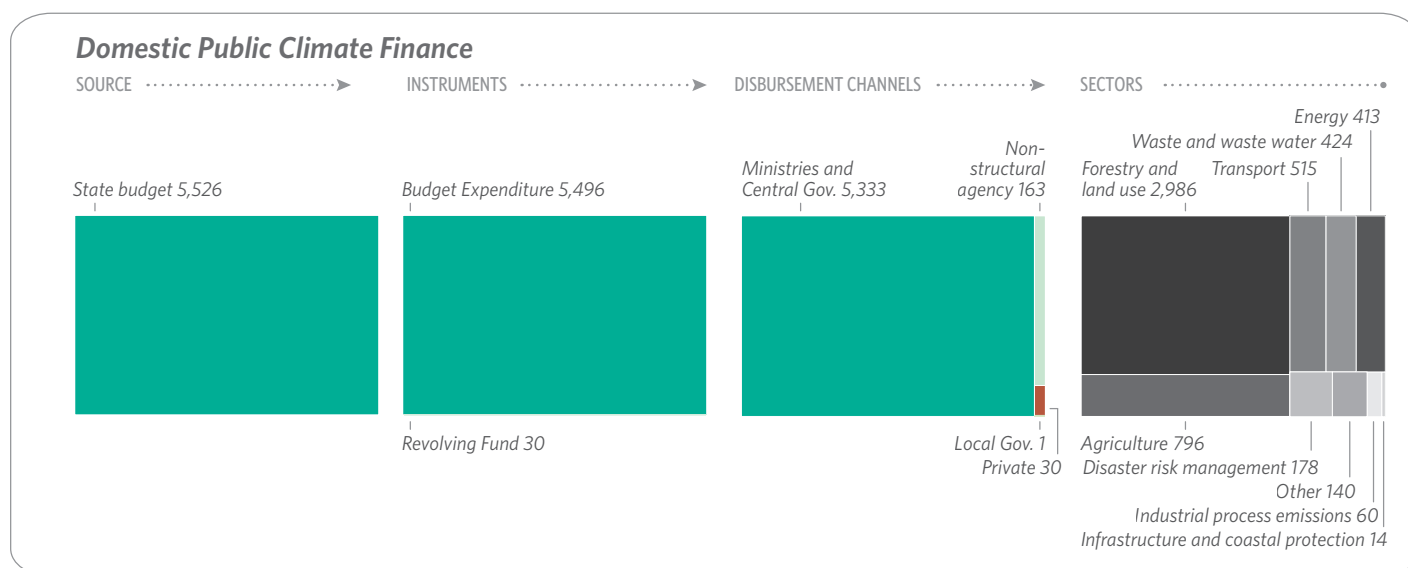 Domestic Public Climate Finance
SOURCE
INSTRUMENTS
DISBURSEMENT CHANNELS
SECTORS
State budget 5,526
Budget Expenditure 5,496
Revolving Fund 30
Ministries and
Central Gov. 5,333
Non-
structural
agency 163
Local Gov. 1
Private 30
Energy 413
Waste and waste water 424
Forestry and
land use 2,986
Transport 515
Agriculture 796
Disaster risk management 178
Other 140
Industrial process emissions 60
Infrastructure and coastal protection 14